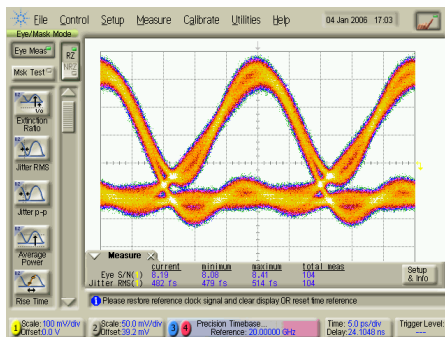 File Control Setup Measure Calibrate Utilities Help 04 Jan 2006 17:03
Eye/Mask Mode
Eye Meas
Msk Test
RZ
NRZ
Extinction
Ratio
Jitter RMS
Jitter p-p
Average
Power
Rise Time
Measure
current minimum maximum total meas
Eye S/N( ) 8.19 8.08 8.41 104
Jitter RMS( ) 482 fs 479 fs 514 fs 104
Setup
& Info
Please restore reference clock signal and clear display OR reset time reference
1 Scale: 100 mV/div
Offset:0.0 V
2 Scale:50.0 mV/div
Offset:39.2 mV
3 4 Precision Timebase...
Reference: 20.00000 GHz
Time: 5.0 ps/div
Delay:24.1048 ns
Trigger Level:
---